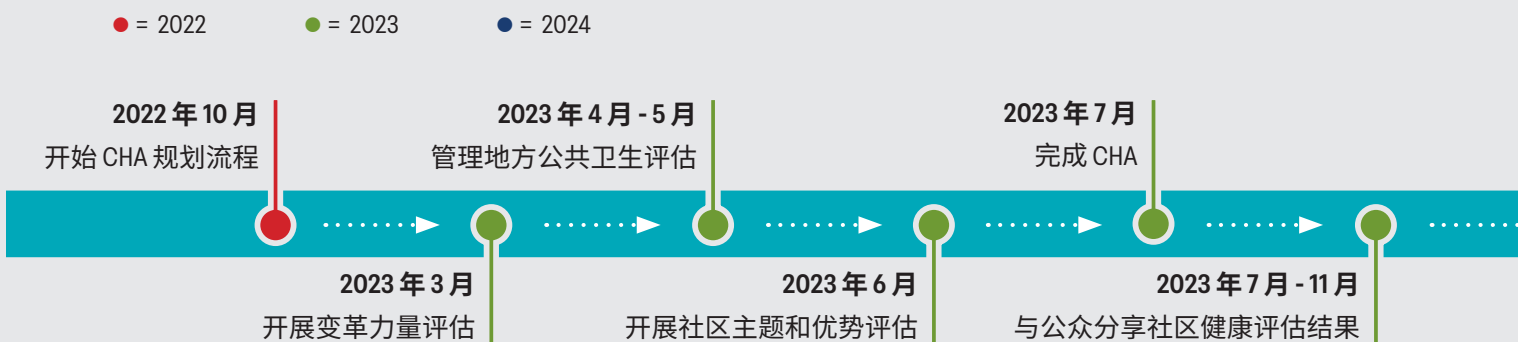 = 2022
= 2023
= 2024
2022 年 10 月
开始 CHA 规划流程
2023 年 3 月
开展变革力量评估
2023 年 4 月 - 5 月
管理地方公共卫生评估
2023 年 6 月
开展社区主题和优势评估
2023 年 7 月
完成 CHA
2023 年 7 月 - 11 月
与公众分享社区健康评估结果